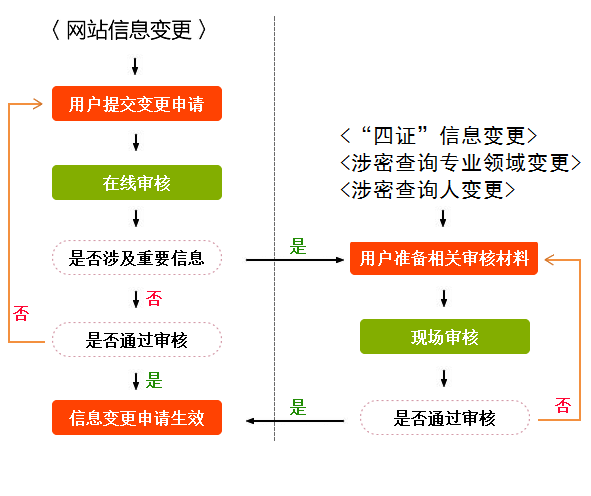 〈 网站信息变更 〉
用户提交变更申请
在线审核
是否涉及重要信息
否
否
是否通过审核
是
信息变更申请生效
是
<“四证”信息变更>
<涉密查询专业领域变更>
<涉密查询人变更>
用户准备相关审核材料
现场审核
是否通过审核
否
是